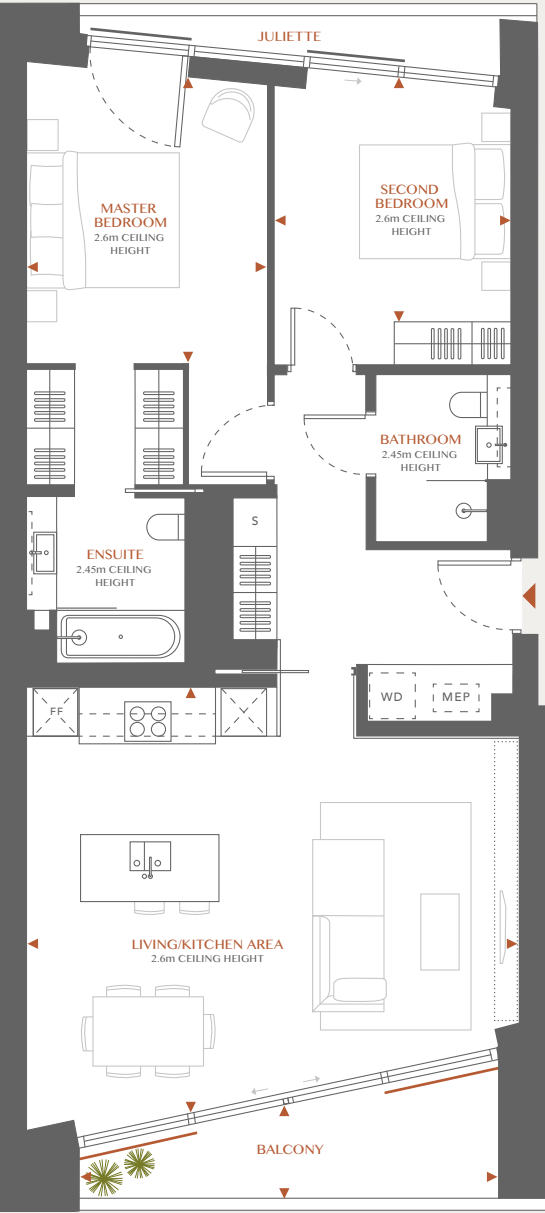 JULIETTE
MASTER
BEDROOM
2.6m CEILING
HEIGHT
SECOND
BEDROOM
2.6m CEILING
HEIGHT
BATHROOM
2.45m CEILING
HEIGHT
S
ENSUITE
2.45m CEILING
HEIGHT
FF
WD
MEP
LIVING/KITCHEN AREA
2.6m CEILING HEIGHT
BALCONY